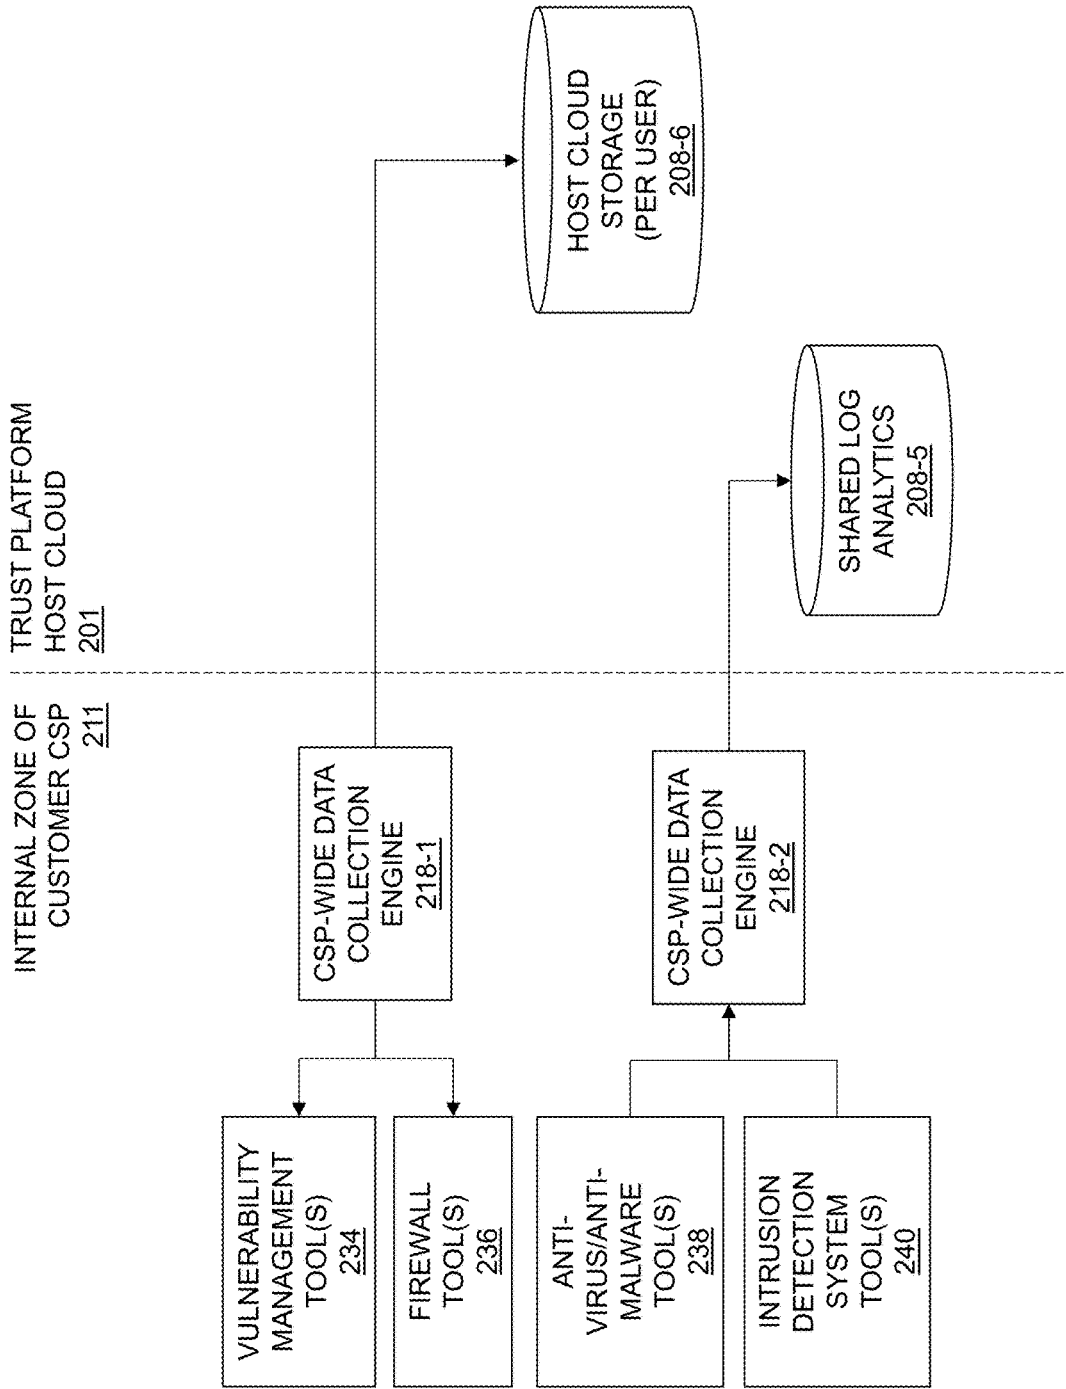 INTERNAL ZONE OF
CUSTOMER CSP
211
TRUST PLATFORM
HOST CLOUD
201
VULNERABILITY
MANAGEMENT
TOOL(S)
234
FIREWALL
TOOL(S)
236
CSP-WIDE DATA
COLLECTION
ENGINE
218-1
HOST CLOUD
STORAGE
(PER USER)
208-6
ANTI-
VIRUS/ANTI-
MALWARE
TOOL(S)
238
INTRUSION
DETECTION
SYSTEM
TOOL(S)
240
CSP-WIDE DATA
COLLECTION
ENGINE
218-2
SHARED LOG
ANALYTICS
208-5